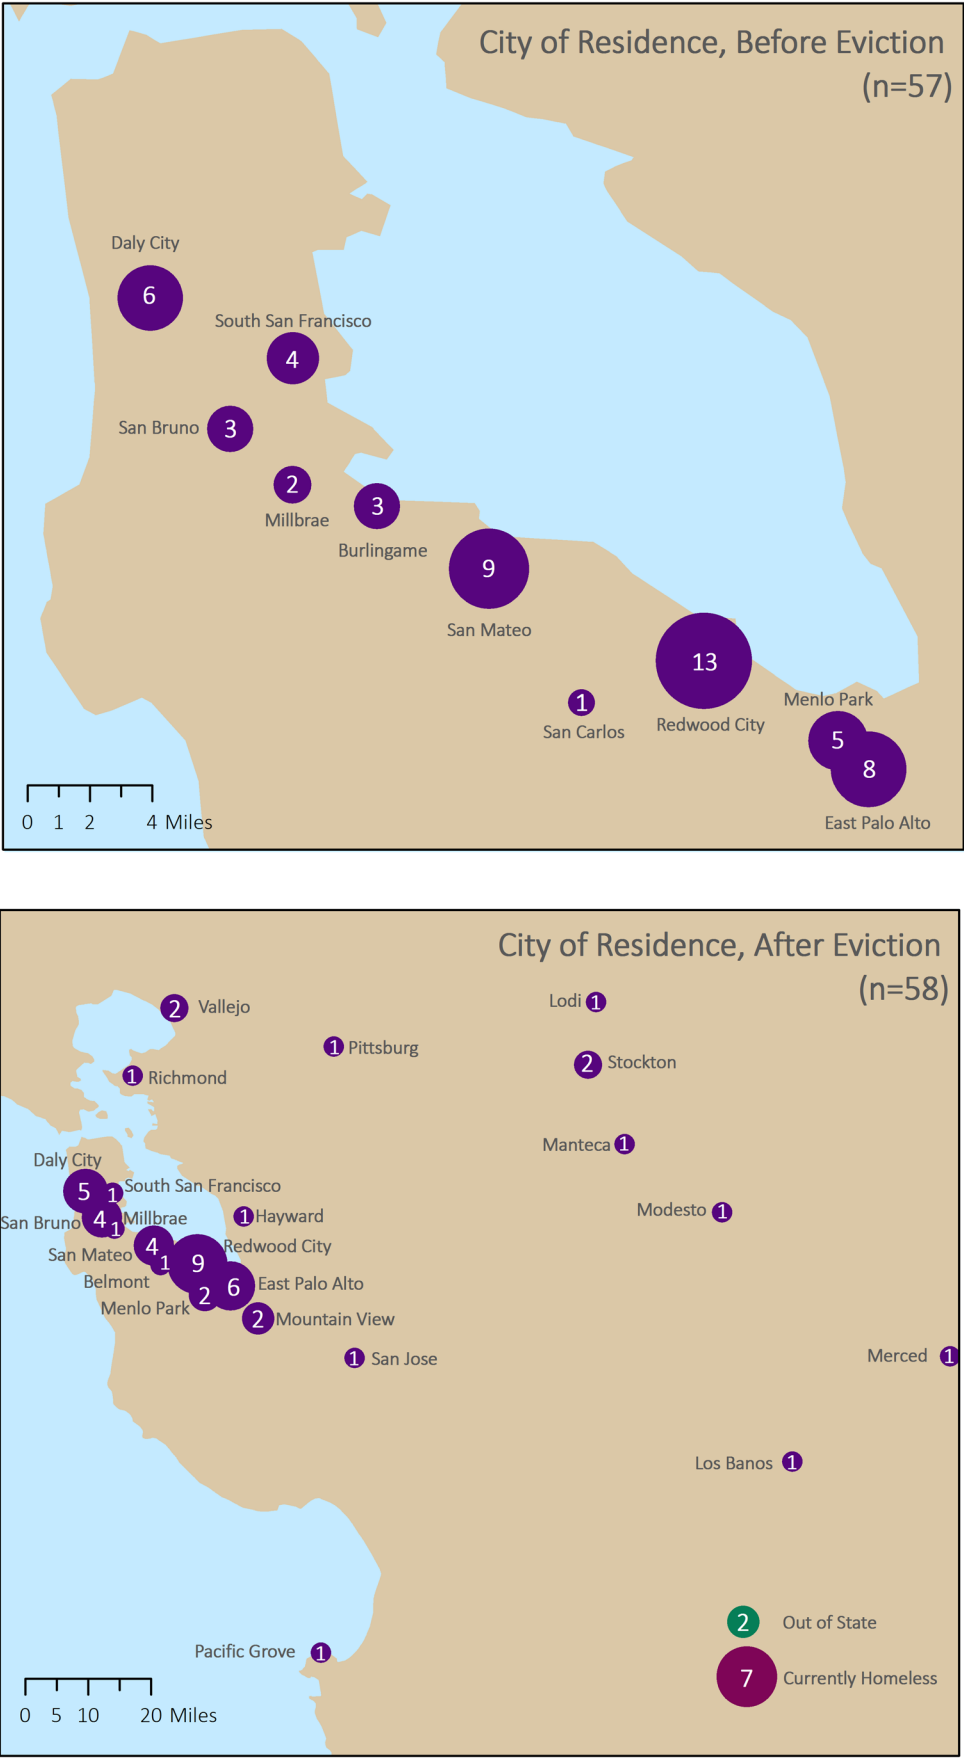 City of Residence, Before Eviction
(n=57)
Daly City
6
South San Francisco
4
San Bruno 3
2
Millbrae
3
Burlingame
9
San Mateo
13
Redwood City
1
San Carlos
Menlo Park
5
8
East Palo Alto
0 1 2 4 Miles
City of Residence, After Eviction
(n=58)
2 Vallejo
Lodi 1
1 Pittsburg
2 Stockton
1 Richmond
Manteca 1
Daly City
5 1 South San Francisco
San Bruno 4 Millbrae
1
1 Hayward
Modesto 1
San Mateo 4
Redwood City
9
Belmont 1
6 East Palo Alto
Menlo Park 2
2 Mountain View
1 San Jose
Merced 1
Los Banos 1
2 Out of State
Pacific Grove 1
7 Currently Homeless
0 5 10 20 Miles